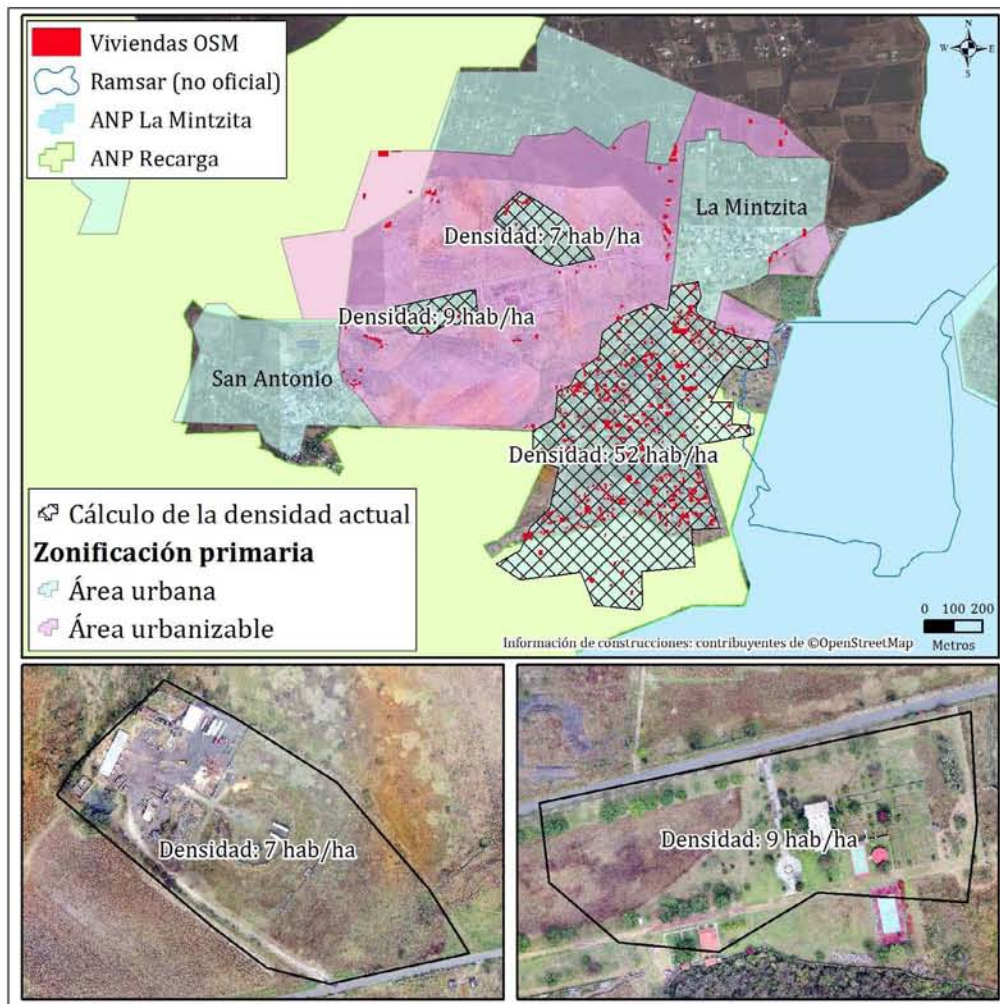 Viviendas OSM
Ramsar (no oficial)
ANP La Mintzita
ANP Recarga
N
W E
S
La Mintzita
Densidad: 7 hab/ha
Densidad: 9 hab/ha
San Antonio
Densidad: 52 hab/ha
Cálculo de la densidad actual
Zonificación primaria
Área urbana
Área urbanizable
0 100 200
Metros
Información de construcciones: contribuyentes de ©OpenStreetMap
Densidad: 7 hab/ha
Densidad: 9 hab/ha